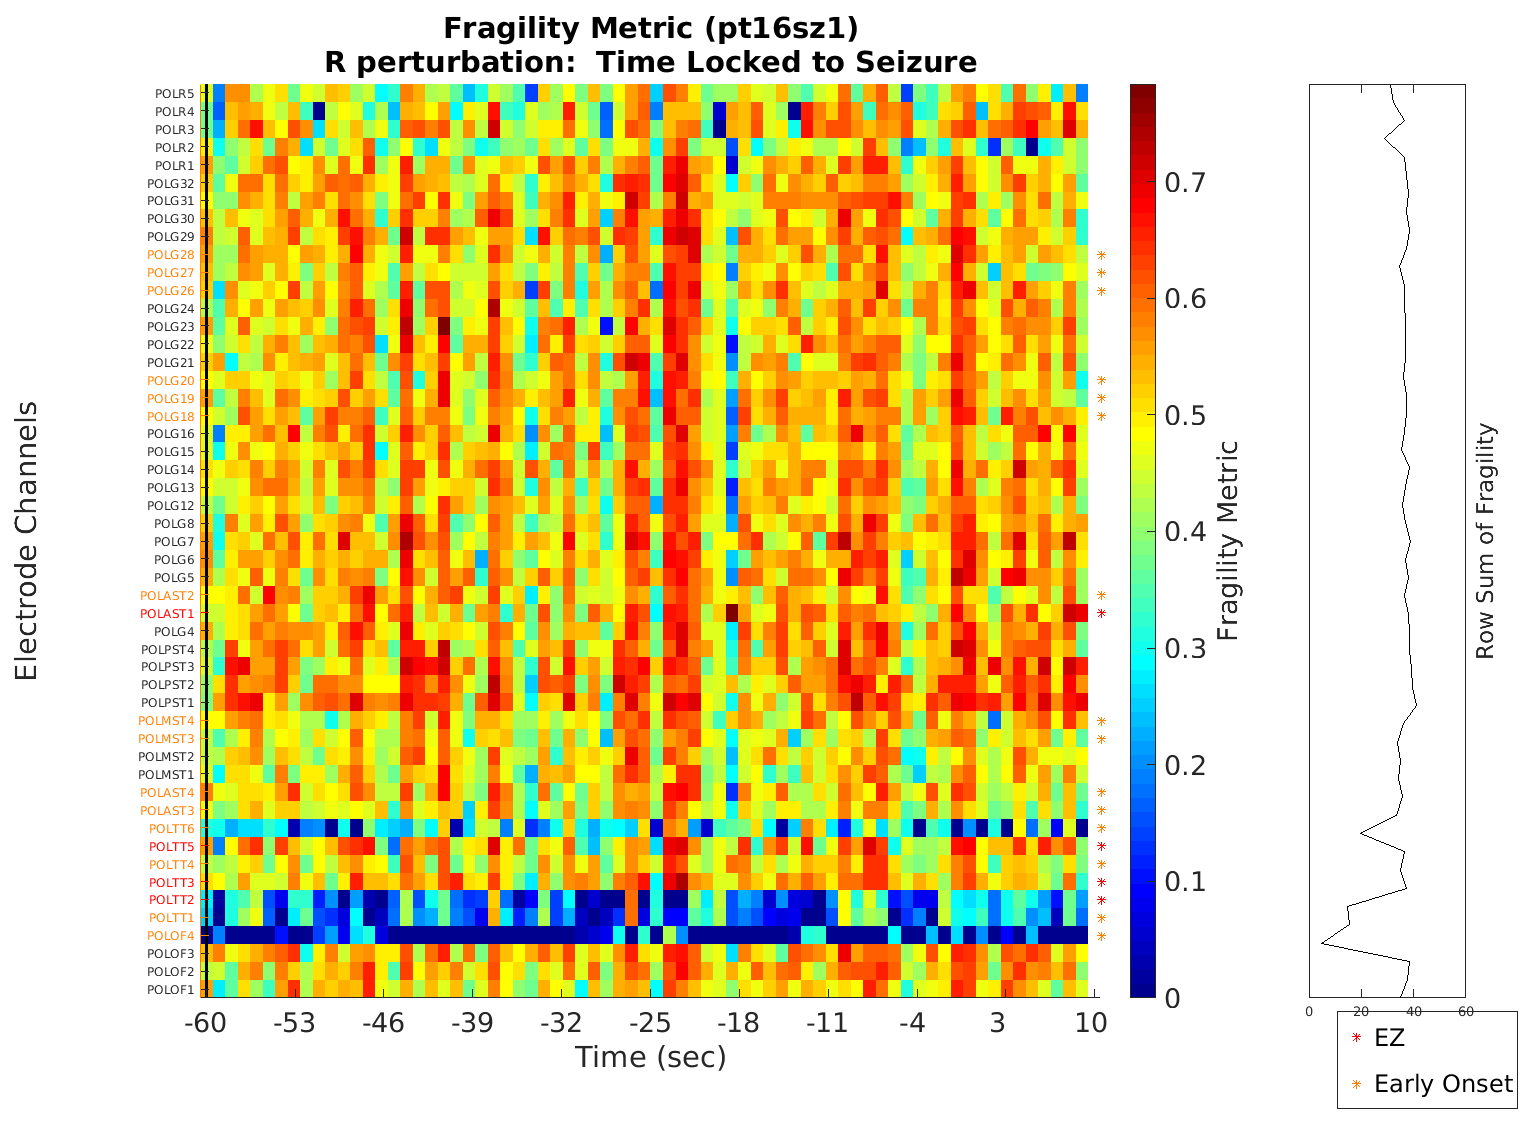 Fragility Metric (pt16sz1)
R perturbation:  Time Locked to Seizure
Electrode Channels
POLR5
POLR4
POLR3
POLR2
POLR1
POLG32
POLG31
POLG30
POLG29
POLG28
POLG27
POLG26
POLG24
POLG23
POLG22
POLG21
POLG20
POLG19
POLG18
POLG16
POLG15
POLG14
POLG13
POLG12
POLG8
POLG7
POLG6
POLG5
POLAST2
POLAST1
POLG4
POLPST4
POLPST3
POLPST2
POLPST1
POLMST4
POLMST3
POLMST2
POLMST1
POLAST4
POLAST3
POLTT6
POLTT5
POLTT4
POLTT3
POLTT2
POLTT1
POLOF4
POLOF3
POLOF2
POLOF1
-60 -53 -46 -39 -32 -25 -18 -11 -4 3 10
Time (sec)
0.7
0.6
0.5
0.4
0.3
0.2
0.1
0
Fragility Metric
0 20 40 60
Row Sum of Fragility
EZ
Early Onset